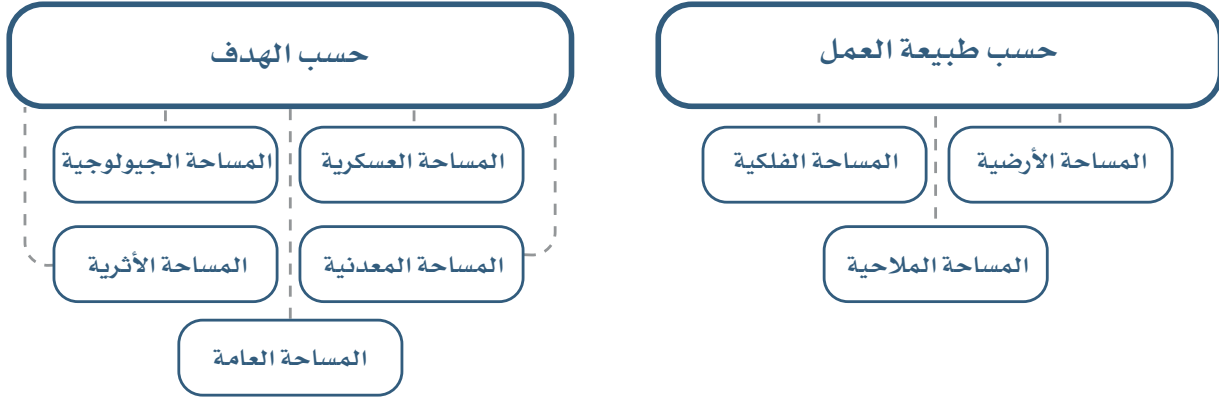 حسب طبيعة العمل
المساحة الأرضية
المساحة الفلكية
المساحة الملاحية
حسب الهدف
المساحة العسكرية
المساحة الجيولوجية
المساحة المعدنية
المساحة الأثرية
المساحة العامة